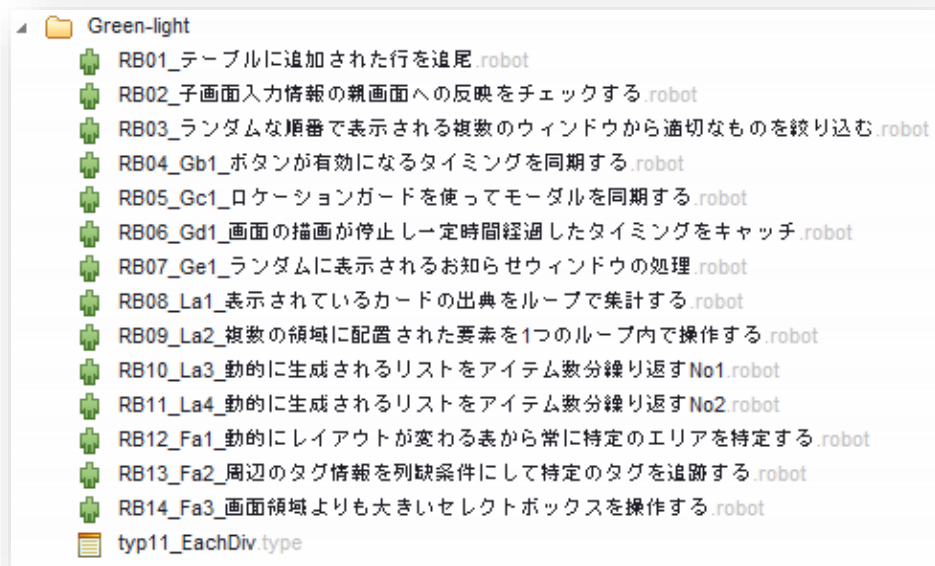 Green-light
RB01_テーブルに追加された行を追尾.robot
RB02_子画面入力情報の親画面への反映をチェックする.robot
RB03_ランダムな順番で表示される複数のウィンドウから適切なものを絞り込む.robot
RB04_Gb1_ボタンが有効になるタイミングを同期する.robot
RB05_Gc1_ロケーションガードを使ってモーダルを同期する.robot
RB06_Gd1_画面の描画が停止し一定時間経過したタイミングをキャッチ.robot
RB07_Ge1_ランダムに表示されるお知らせウィンドウの処理.robot
RB08_La1_表示されているカードの出典をループで集計する.robot
RB09_La2_複数の領域に配置された要素を1つのループ内で操作する.robot
RB10_La3_動的に生成されるリストをアイテム数分繰り返すNo1.robot
RB11_La4_動的に生成されるリストをアイテム数分繰り返すNo2.robot
RB12_Fa1_動的にレイアウトが変わる表から常に特定のエリアを特定する.robot
RB13_Fa2_周辺のタグ情報を列缺条件にして特定のタグを追跡する.robot
RB14_Fa3_画面領域よりも大きいセレクトボックスを操作する.robot
typ11_EachDiv.type